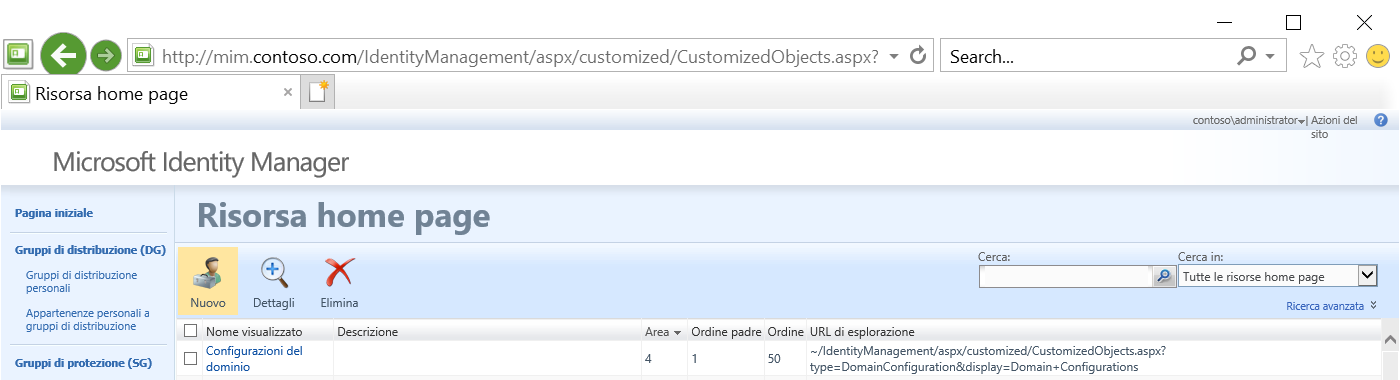 http://mim.contoso.com/IdentityManagement/aspx/customized/CustomizedObjects.aspx?
Search...
Risorsa home page
contoso\administrator | Azioni del
sito
Microsoft Identity Manager
Pagina iniziale
Gruppi di distribuzione (DG)
Gruppi di distribuzione
personali
Appartenenze personali a
gruppi di distribuzione
Gruppi di protezione (SG)
Risorsa home page
Nuovo
Dettagli
Elimina
Cerca:
Cerca in:
Tutte le risorse home page
Ricerca avanzata
Nome visualizzato Descrizione Area Ordine padre Ordine URL di esplorazione
Configurazioni del
dominio
4 1 50
~/IdentityManagement/aspx/customized/CustomizedObjects.aspx?
type=DomainConfiguration&display=Domain+Configurations